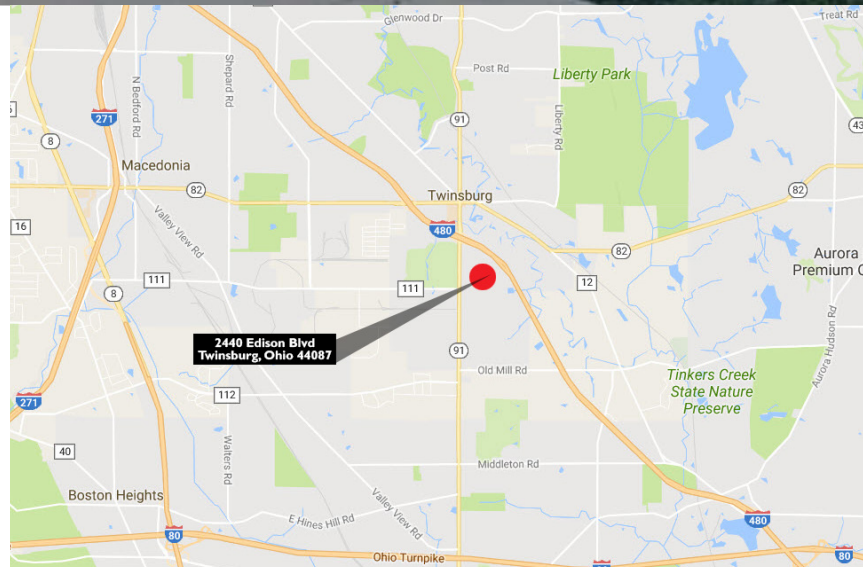 Glenwood Dr
Treat Rd
Post Rd
Liberty Park
N Bedford Rd
Shepard Rd
Liberty Rd
271
91
43
8
Macedonia
82
Twinsburg
82
16
Valley View Rd
480
82
Aurora
Premium O
111
111
12
8
2440 Edison Blvd
Twinsburg, Ohio 44087
91
Aurora Hudson Rd
Old Mill Rd
Tinkers Creek
State Nature
Preserve
112
271
40
Walters Rd
Middleton Rd
Boston Heights
Valley View Rd
E Hines Hill Rd
480
80
Ohio Turnpike
80